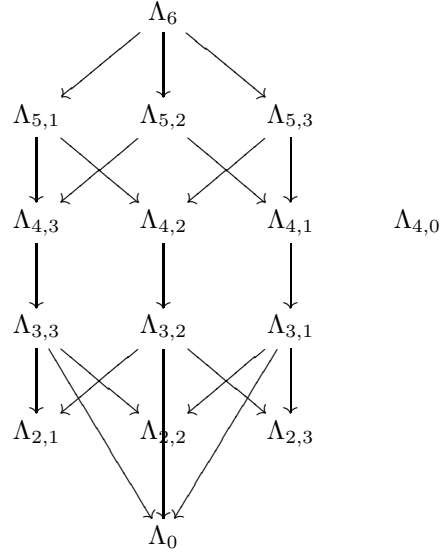 Λ₆
Λ₅,₁ Λ₅,₂ Λ₅,₃
Λ₄,₃ Λ₄,₂ Λ₄,₁ Λ₄,₀
Λ₃,₃ Λ₃,₂ Λ₃,₁
Λ₂,₁ Λ₂,₂ Λ₂,₃
Λ₀